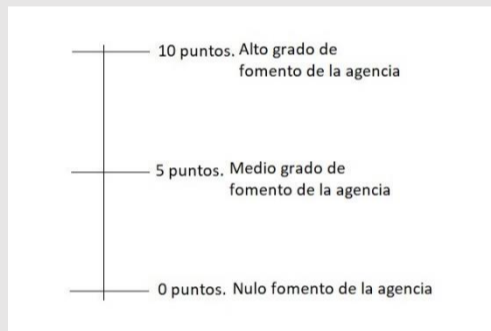 10 puntos. Alto grado de
fomento de la agencia
5 puntos. Medio grado de
fomento de la agencia
0 puntos. Nulo fomento de la agencia